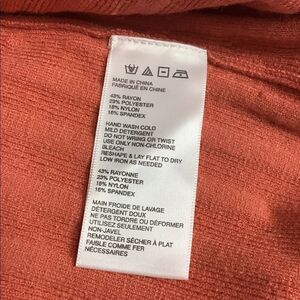 MADE IN CHINA
FABRIQUÉ EN CHINE
43% RAYON
23% POLYESTER
18% NYLON
16% SPANDEX
HAND WASH COLD
MILD DETERGENT
DO NOT WRING OR TWIST
USE ONLY NON-CHLORINE
BLEACH
RESHAPE & LAY FLAT TO DRY
LOW IRON AS NEEDED
43% RAYONNE
23% POLYESTER
18% NYLON
16% SPANDEX
MAIN FROIDE DE LAVAGE
DÉTERGENT DOUX
NE PAS TORDRE OU DÉFORMER
UTILISEZ SEULEMENT
NON-JAVEL
REMODELER SÉCHER À PLAT
FAIBLE COMME FER
NÉCESSAIRE